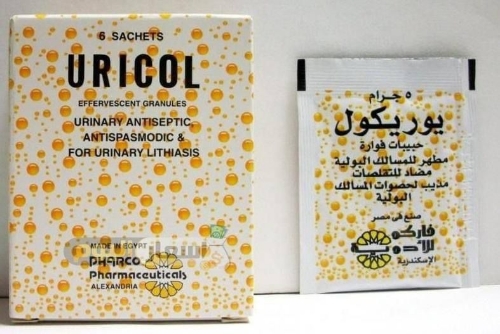 6 SACHETS
URICOL
EFFERVESCENT GRANULES
URINARY ANTISEPTIC,
ANTISPASMODIC &
FOR URINARY LITHIASIS
MADE IN EGYPT
PHARCO
Pharmaceuticals
ALEXANDRIA
٥ جرام
يوريكول
حبيبات فوارة
مطهر للمسالك البولية
مضاد للتقلصات
مذيب لحصوات المسالك
البولية
صنع في مصر
فاركو
للأدوية
الإسكندرية